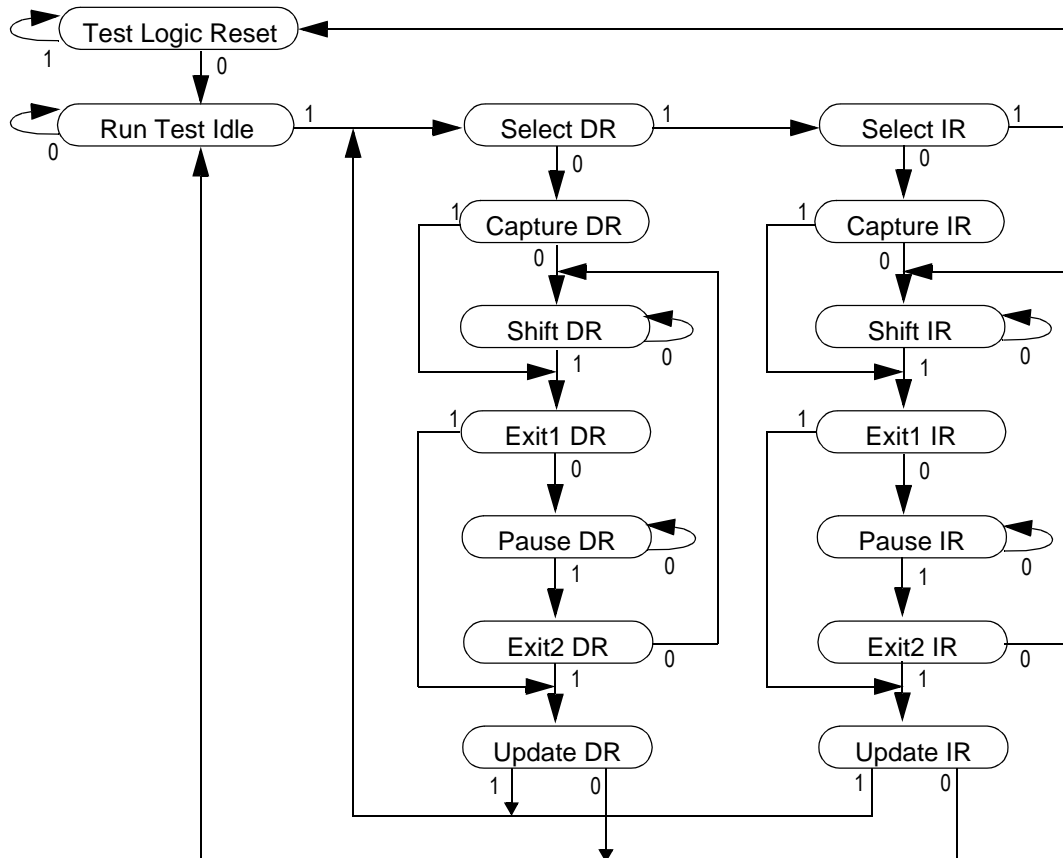 Test Logic Reset
1
0
Run Test Idle
1
0
Select DR
1
0
Select IR
1
0
Capture DR
1
0
Capture IR
1
0
Shift DR
0
1
Shift IR
0
1
Exit1 DR
1
0
Exit1 IR
1
0
Pause DR
0
1
Pause IR
0
1
Exit2 DR
0
1
Exit2 IR
0
1
Update DR
1
0
Update IR
1
0